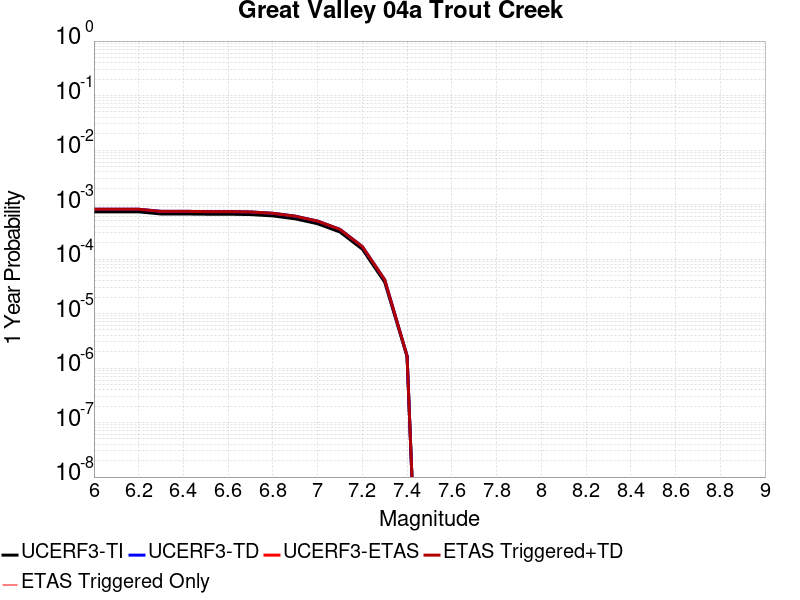 Great Valley 04a Trout Creek
10^0
10^-1
10^-2
10^-3
10^-4
10^-5
10^-6
10^-7
10^-8
1 Year Probability
6 6.2 6.4 6.6 6.8 7 7.2 7.4 7.6 7.8 8 8.2 8.4 8.6 8.8 9
Magnitude
UCERF3-TI UCERF3-TD UCERF3-ETAS ETAS Triggered+TD
ETAS Triggered Only